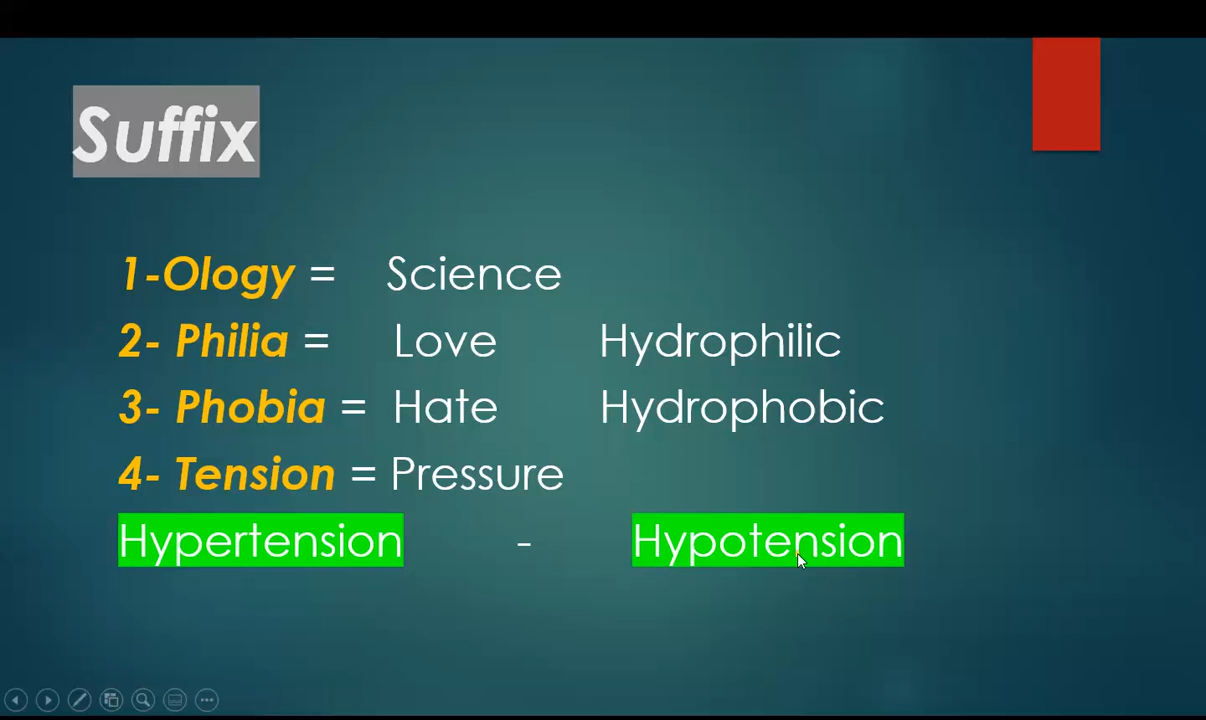 Suffix
1-Ology = Science
2- Philia = Love Hydrophilic
3- Phobia = Hate Hydrophobic
4- Tension = Pressure
Hypertension - Hypotension